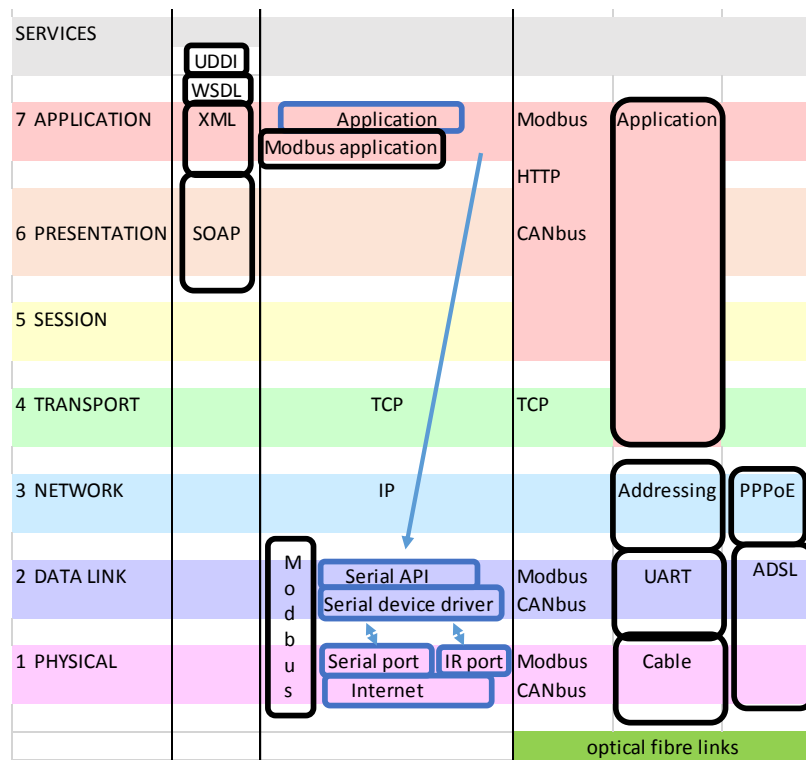 SERVICES
UDDI
WSDL
7 APPLICATION XML Application Modbus Application
Modbus application
HTTP
6 PRESENTATION SOAP CANbus
5 SESSION
4 TRANSPORT TCP TCP
3 NETWORK IP Addressing PPPoE
M
o
d
b
u
s
2 DATA LINK Serial API Modbus UART ADSL
Serial device driver CANbus
1 PHYSICAL Serial port IR port Modbus Cable
Internet CANbus
optical fibre links